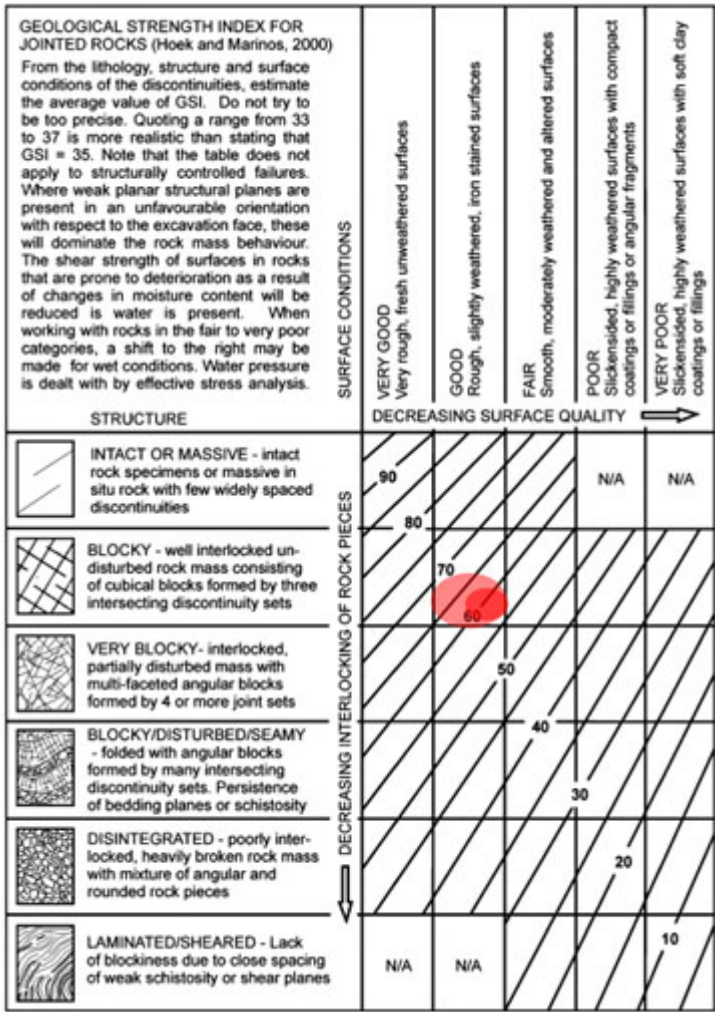 GEOLOGICAL STRENGTH INDEX FOR
JOINTED ROCKS (Hoek and Marinos, 2000)
From the lithology, structure and surface
conditions of the discontinuities, estimate
the average value of GSI. Do not try to
be too precise. Quoting a range from 33
to 37 is more realistic than stating that
GSI = 35. Note that the table does not
apply to structurally controlled failures.
Where weak planar structural planes are
present in an unfavourable orientation
with respect to the excavation face, these
will dominate the rock mass behaviour.
The shear strength of surfaces in rocks
that are prone to deterioration as a result
of changes in moisture content will be
reduced is water is present. When
working with rocks in the fair to very poor
categories, a shift to the right may be
made for wet conditions. Water pressure
is dealt with by effective stress analysis.
STRUCTURE
SURFACE CONDITIONS
VERY GOOD
Very rough, fresh unweathered surfaces
GOOD
Rough, slightly weathered, iron stained surfaces
FAIR
Smooth, moderately weathered and altered surfaces
POOR
Slickensided, highly weathered surfaces with compact
coatings or fillings or angular fragments
VERY POOR
Slickensided, highly weathered surfaces with soft clay
coatings or fillings
DECREASING SURFACE QUALITY
DECREASING INTERLOCKING OF ROCK PIECES
INTACT OR MASSIVE - intact
rock specimens or massive in
situ rock with few widely spaced
discontinuities
90
80
N/A
N/A
BLOCKY - well interlocked un-
disturbed rock mass consisting
of cubical blocks formed by three
intersecting discontinuity sets
70
60
VERY BLOCKY- interlocked,
partially disturbed mass with
multi-faceted angular blocks
formed by 4 or more joint sets
50
BLOCKY/DISTURBED/SEAMY
- folded with angular blocks
formed by many intersecting
discontinuity sets. Persistence
of bedding planes or schistosity
40
30
DISINTEGRATED - poorly inter-
locked, heavily broken rock mass
with mixture of angular and
rounded rock pieces
20
LAMINATED/SHEARED - Lack
of blockiness due to close spacing
of weak schistosity or shear planes
N/A
N/A
10